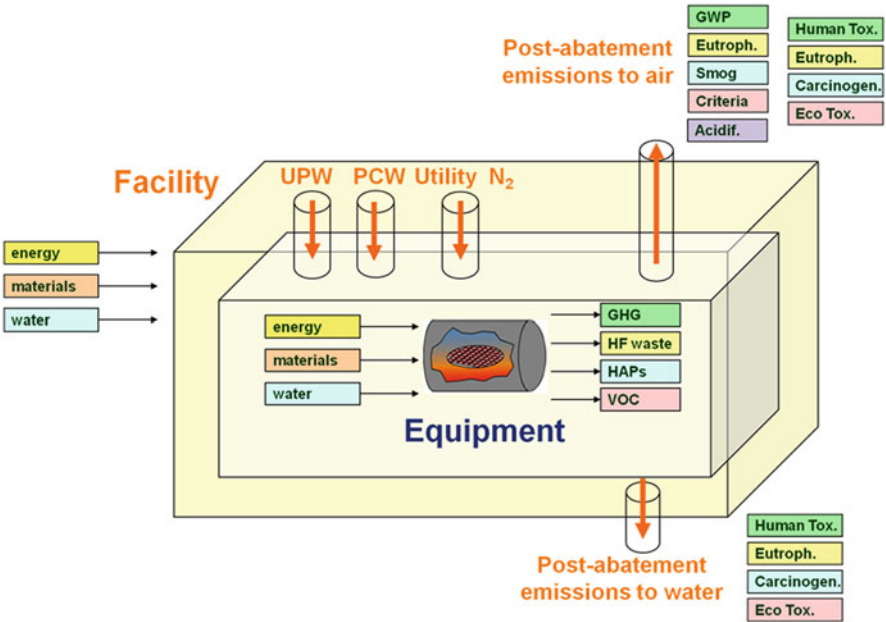 Post-abatement
emissions to air
GWP
Eutroph.
Smog
Criteria
Acidif.
Human Tox.
Eutroph.
Carcinogen.
Eco Tox.
Facility
UPW
PCW
Utility N₂
energy
materials
water
energy
materials
water
GHG
HF waste
HAPs
VOC
Equipment
Post-abatement
emissions to water
Human Tox.
Eutroph.
Carcinogen.
Eco Tox.